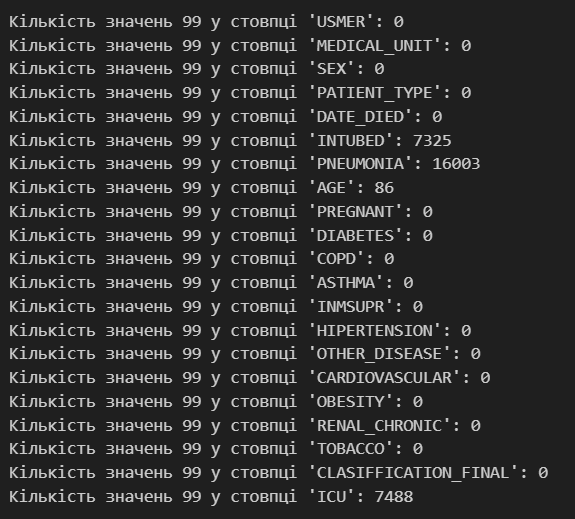 Кількість значень 99 у стовпці 'USMER': 0
Кількість значень 99 у стовпці 'MEDICAL_UNIT': 0
Кількість значень 99 у стовпці 'SEX': 0
Кількість значень 99 у стовпці 'PATIENT_TYPE': 0
Кількість значень 99 у стовпці 'DATE_DIED': 0
Кількість значень 99 у стовпці 'INTUBED': 7325
Кількість значень 99 у стовпці 'PNEUMONIA': 16003
Кількість значень 99 у стовпці 'AGE': 86
Кількість значень 99 у стовпці 'PREGNANT': 0
Кількість значень 99 у стовпці 'DIABETES': 0
Кількість значень 99 у стовпці 'COPD': 0
Кількість значень 99 у стовпці 'ASTHMA': 0
Кількість значень 99 у стовпці 'INMSUPR': 0
Кількість значень 99 у стовпці 'HIPERTENSION': 0
Кількість значень 99 у стовпці 'OTHER_DISEASE': 0
Кількість значень 99 у стовпці 'CARDIOVASCULAR': 0
Кількість значень 99 у стовпці 'OBESITY': 0
Кількість значень 99 у стовпці 'RENAL_CHRONIC': 0
Кількість значень 99 у стовпці 'TOBACCO': 0
Кількість значень 99 у стовпці 'CLASIFFICATION_FINAL': 0
Кількість значень 99 у стовпці 'ICU': 7488